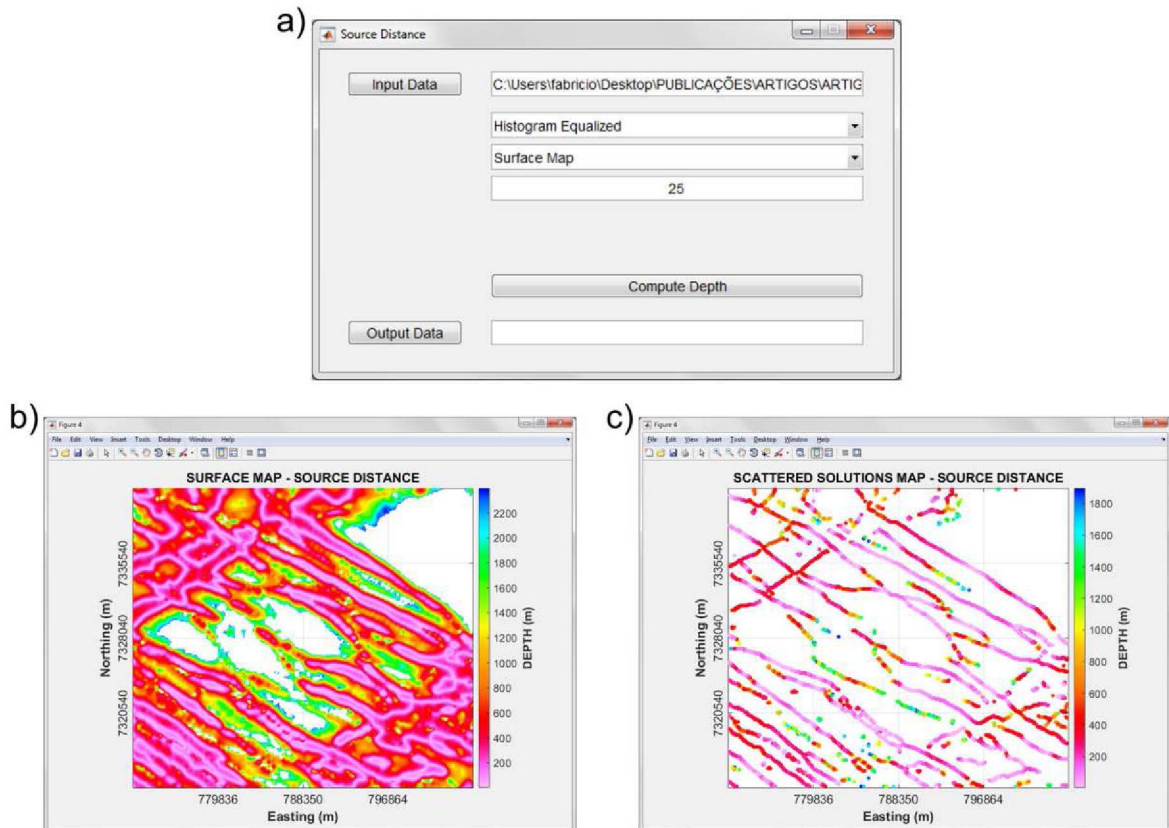 a)
Source Distance
Input Data
C:\Users\fabricio\Desktop\PUBLICAÇÕES\ARTIGOS\ARTIG
Histogram Equalized
Surface Map
25
Compute Depth
Output Data
b)
Figure 4
File Edit View Insert Tools Desktop Window Help
SURFACE MAP - SOURCE DISTANCE
Northing (m)
7335540
7328040
7320540
779836 788350 796864
Easting (m)
2200
2000
1800
1600
1400
1200
1000
800
600
400
200
DEPTH (m)
c)
Figure 4
File Edit View Insert Tools Desktop Window Help
SCATTERED SOLUTIONS MAP - SOURCE DISTANCE
Northing (m)
7335540
7328040
7320540
779836 788350 796864
Easting (m)
1800
1600
1400
1200
1000
800
600
400
200
DEPTH (m)